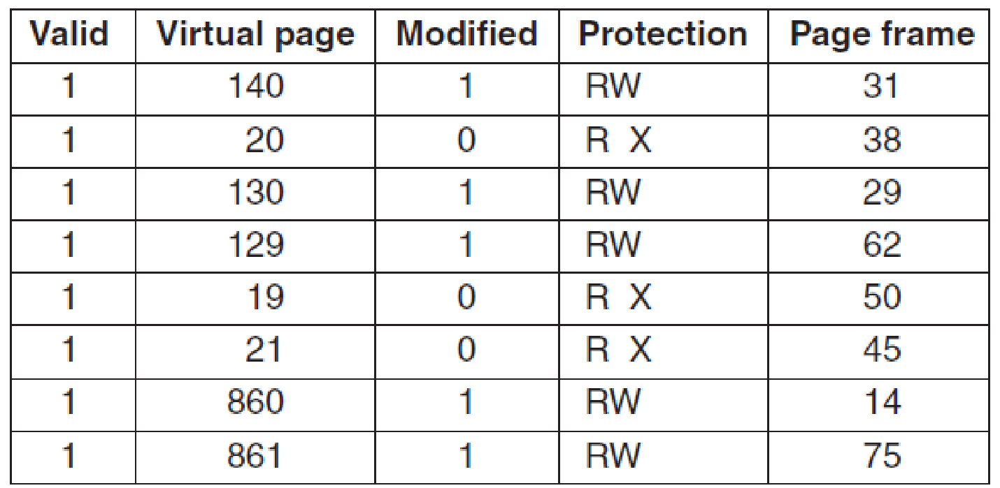 Valid Virtual page Modified Protection Page frame
1 140 1 RW 31
1 20 0 R X 38
1 130 1 RW 29
1 129 1 RW 62
1 19 0 R X 50
1 21 0 R X 45
1 860 1 RW 14
1 861 1 RW 75